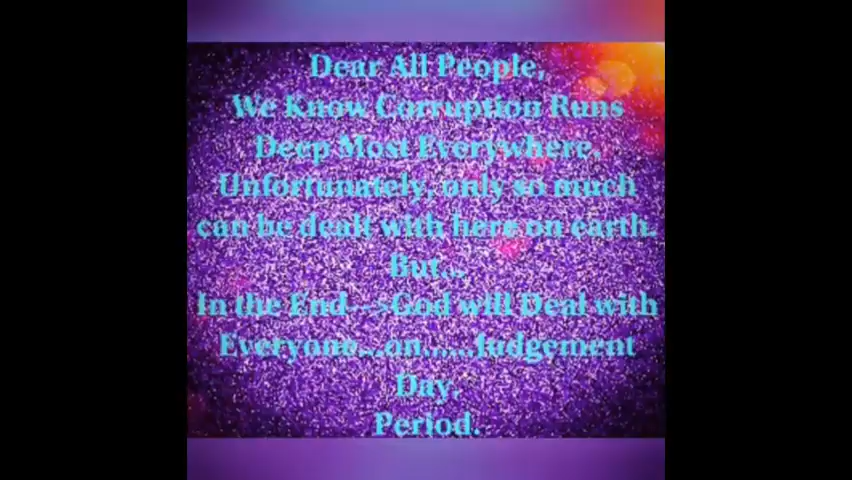 Dear All People,
We Know Corruption Runs
Deep Most Everywhere.
Unfortunately, only so much
can be dealt with here on earth.
But...
In the End--->God will Deal with
Everyone...on......Judgement
Day.
Period.